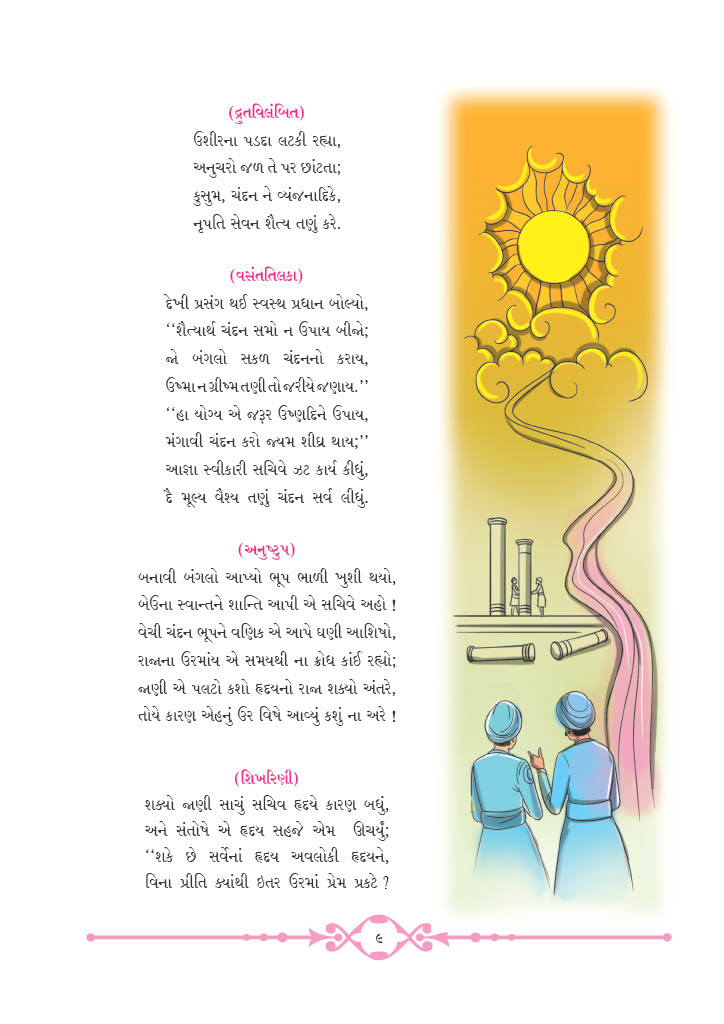 (દ્રુતવિલંબિત)
ઉશીરના પડદા લટકી રહ્યા,
અનુચરો જળ તે પર છાંટતા;
કુસુમ, ચંદન ને વ્યંજનાદિકે,
નૃપતિ સેવન શૈત્ય તણું કરે.
(વસંતતિલકા)
દેખી પ્રસંગ થઈ સ્વસ્થ પ્રધાન બોલ્યો,
‘‘શૈત્યાર્થ ચંદન સમો ન ઉપાય બીજો;
જો બંગલો સકળ ચંદનનો કરાય,
ઉષ્મા ન ગ્રીષ્મ તણી તો જરીયે જણાય.’’
‘‘હા યોગ્ય એ જરૂર ઉષ્ણદિને ઉપાય,
મંગાવી ચંદન કરો જ્યમ શીઘ્ર થાય;’’
આજ્ઞા સ્વીકારી સચિવે ઝટ કાર્ય કીધું,
દૈ મૂલ્ય વૈશ્ય તણું ચંદન સર્વ લીધું.
(અનુષ્ટુપ)
બનાવી બંગલો આપ્યો ભૂપ ભાળી ખુશી થયો,
બેઉના સ્વાન્તને શાન્તિ આપી એ સચિવે અહો !
વેચી ચંદન ભૂપને વણિક એ આપે ઘણી આશિષો,
રાજાના ઉરમાંય એ સમયથી ના ક્રોધ કાંઈ રહ્યો;
જાણી એ પલટો કશો હૃદયનો રાજા શક્યો અંતરે,
તોયે કારણ એહનું ઉર વિષે આવ્યું કશું ના અરે !
(શિખરિણી)
શક્યો જાણી સાચું સચિવ હૃદયે કારણ બધું,
અને સંતોષે એ હૃદય સહજે એમ ઊચર્યું;
‘‘શકે છે સર્વેનાં હૃદય અવલોકી હૃદયને,
વિના પ્રીતિ ક્યાંથી ઇતર ઉરમાં પ્રેમ પ્રકટે ?
૯